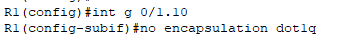 R1(config)#int g 0/1.10
R1(config-subif)#no encapsulation dot1q